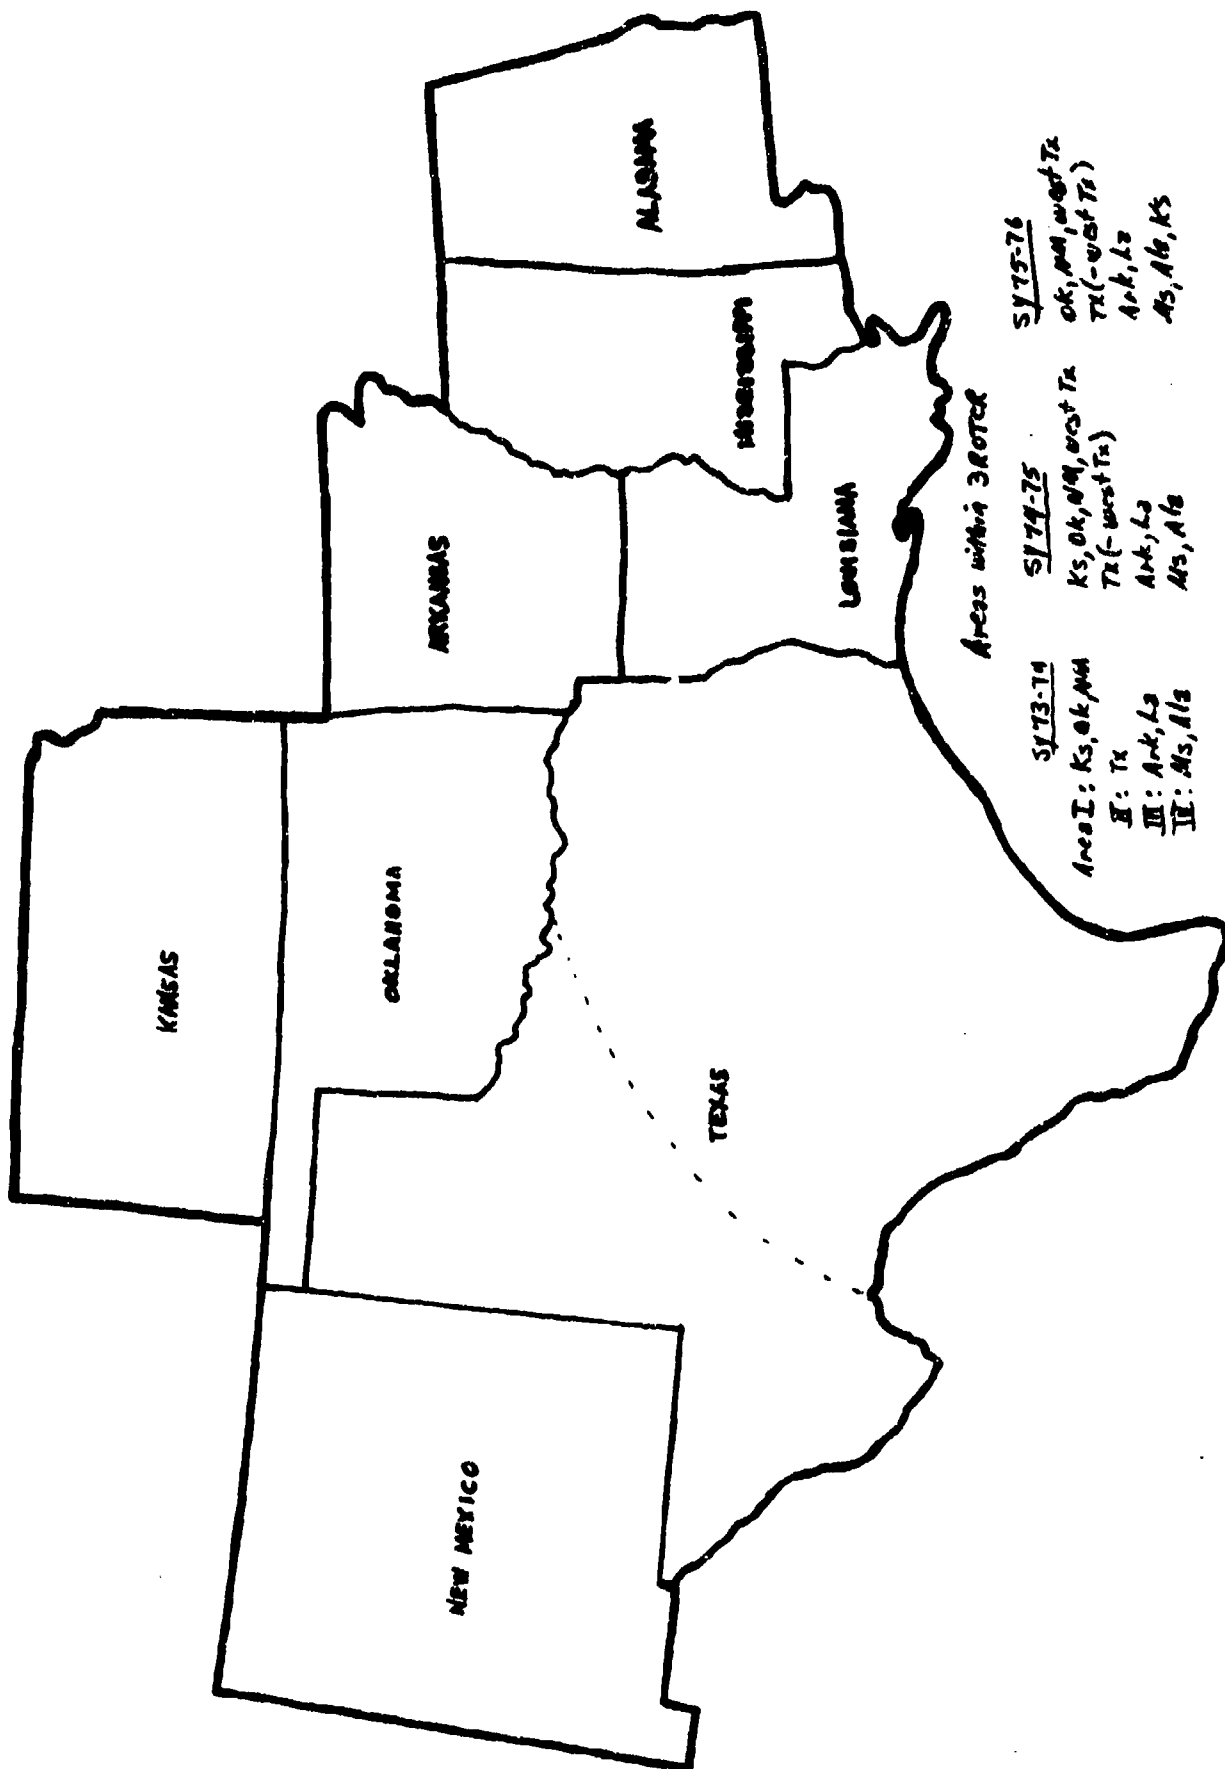 KANSAS
NEW MEXICO
OKLAHOMA
ARKANSAS
TEXAS
LOUISIANA
MISSISSIPPI
ALABAMA
Areas within 3ROTCR
SY73-74
Area I: Ks, Ok, NM
II: Tx
III: Ark, La
IV: Ms, Ala
SY74-75
Ks, Ok, NM, west Tx
Tx (-west Tx)
Ark, La
Ms, Ala
SY75-76
Ok, NM, west Tx
Tx (-west Tx)
Ark, La
Ms, Ala, Ks